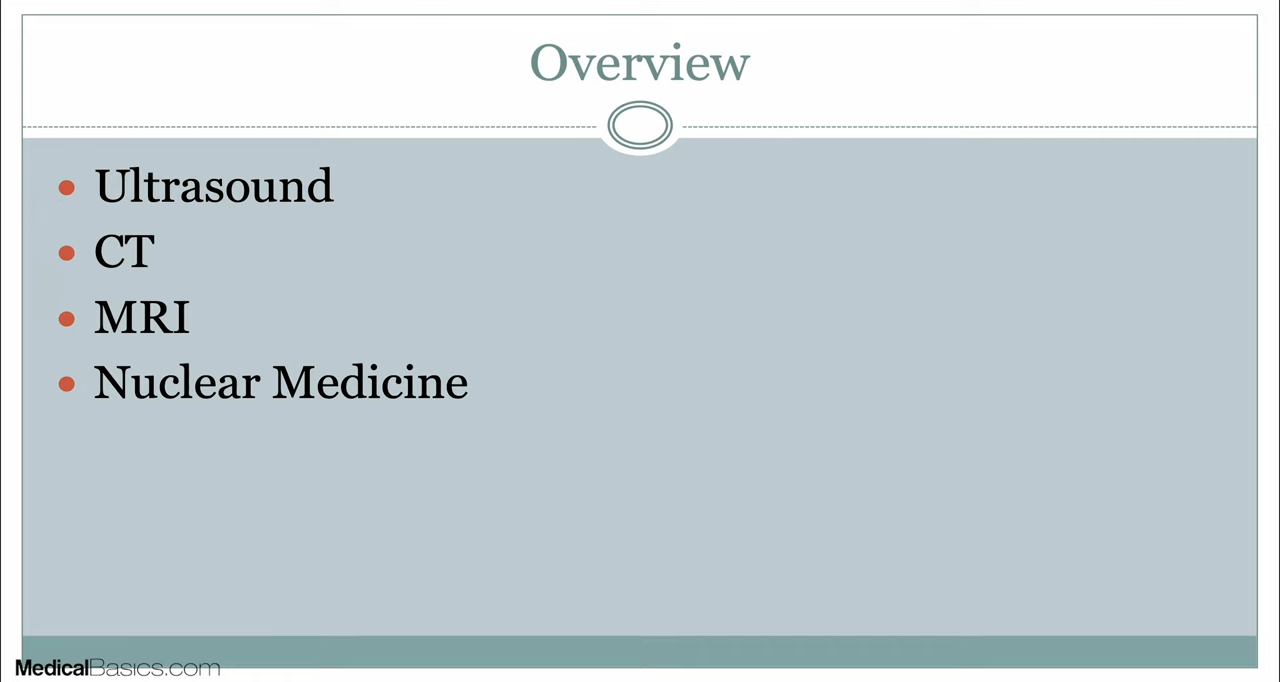 Overview
Ultrasound
CT
MRI
Nuclear Medicine
MedicalBasics.com